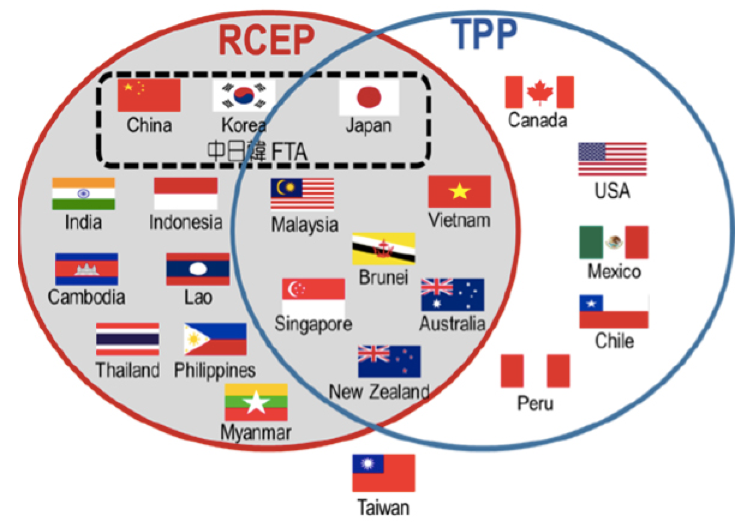 RCEP
TPP
China
Korea
Japan
中日韓 FTA
Canada
USA
India
Indonesia
Malaysia
Vietnam
Brunei
Mexico
Cambodia
Lao
Singapore
Australia
Chile
Thailand
Philippines
New Zealand
Peru
Myanmar
Taiwan